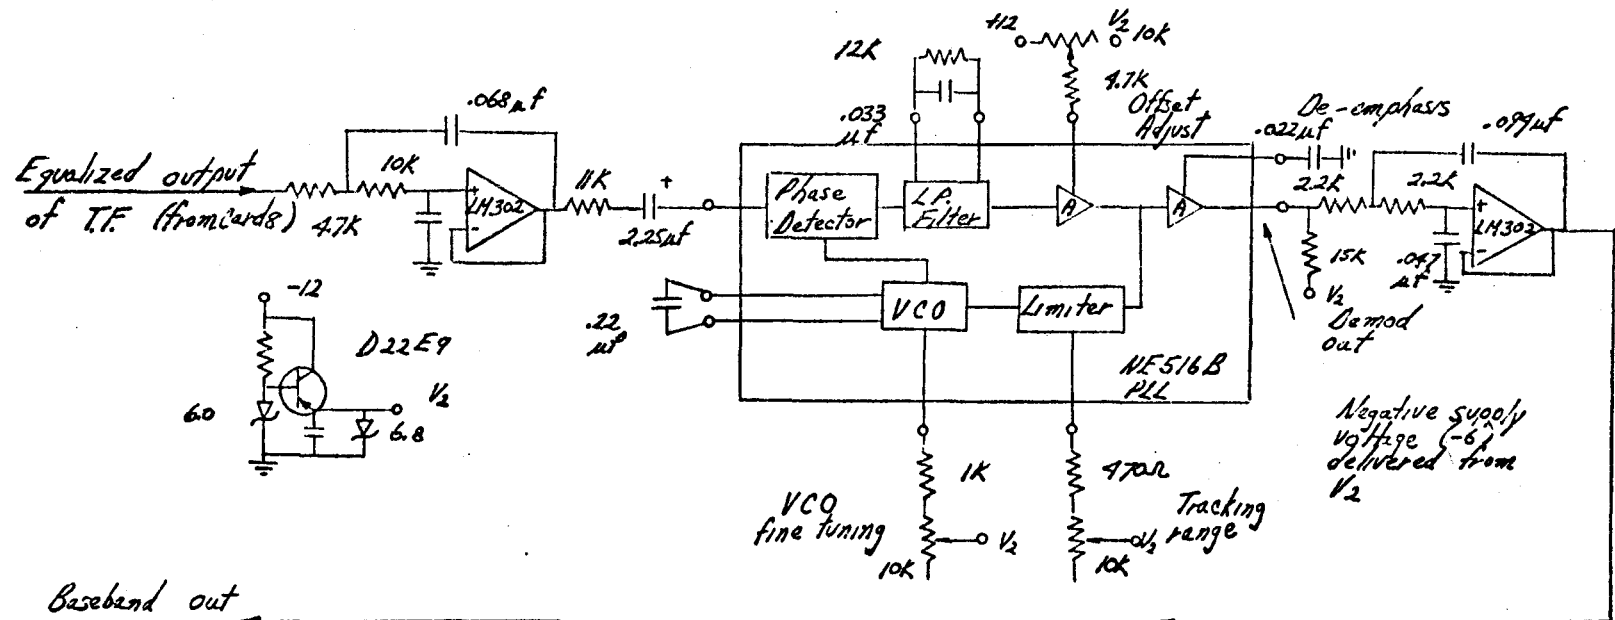 +12
V₂
10K
12K
4.7K
.068μf
.033
μf
Offset
Adjust
De-emphasis
.022μf
.047μf
Equalized output
of T.F. (from card 8)
4.7K
10K
LM302
11K
+
2.25μf
Phase
Detector
L.P.
Filter
A
A
2.2K
2.2K
LM302
15K
V₂
.047
μf
Demod
out
VCO
Limiter
.22
μf
NE516B
PLL
-12
D22E9
V₂
6.0
6.8
1K
470Ω
VCO
fine tuning
V₂
10K
Tracking
range
V₂
10K
Negative supply
voltage (-6)
delivered from
V₂
Baseband out